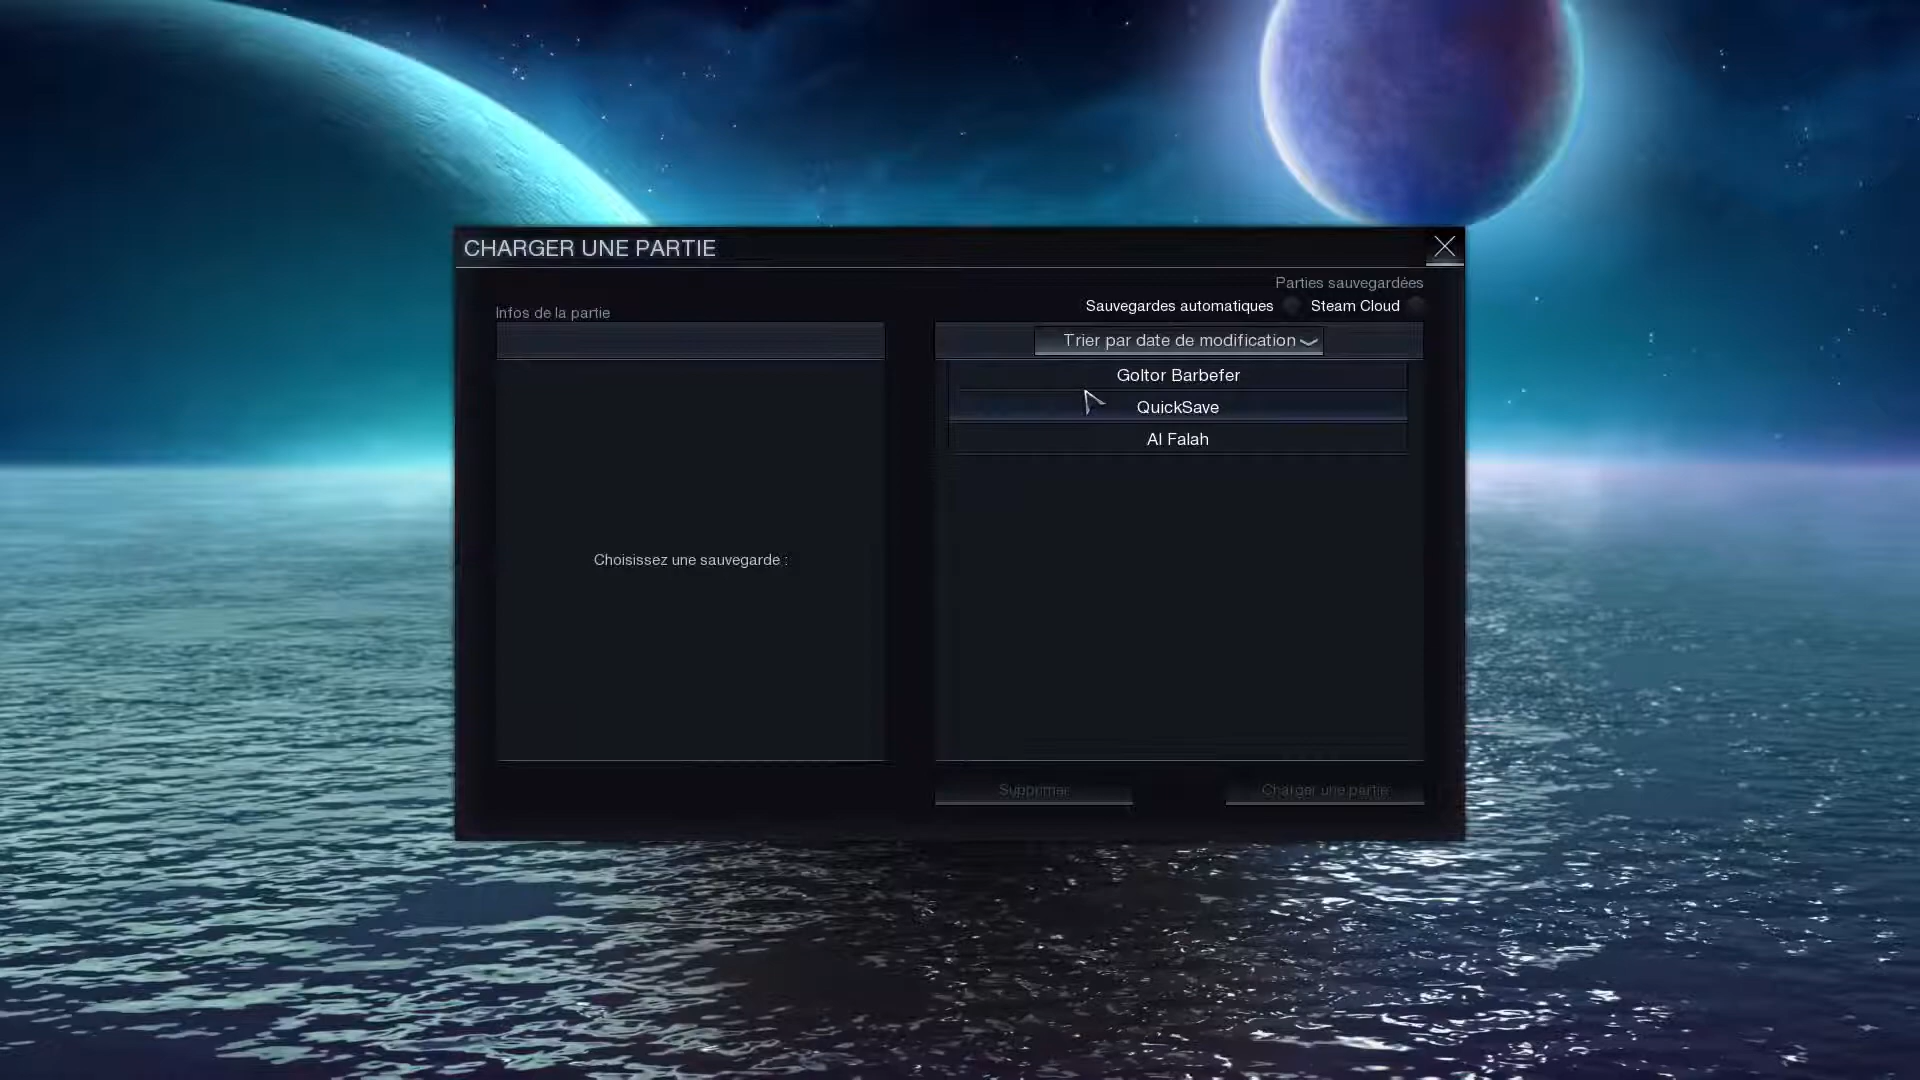 CHARGER UNE PARTIE
Parties sauvegardées
Sauvegardes automatiques Steam Cloud
Infos de la partie
Trier par date de modification
Goltor Barbefer
QuickSave
Al Falah
Choisissez une sauvegarde :
Supprimer Charger une partie